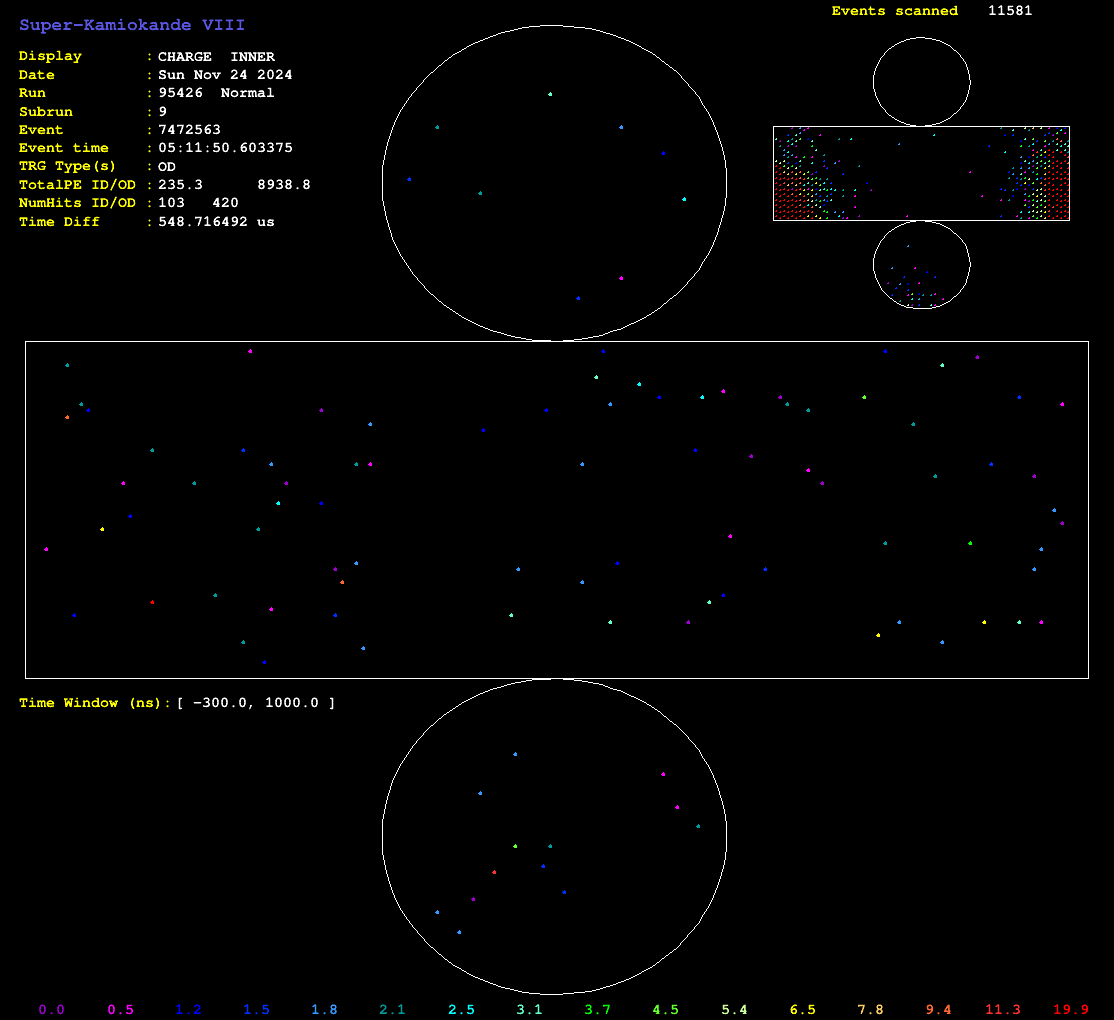 Super-Kamiokande VIII
Events scanned 11581
Display : CHARGE INNER
Date : Sun Nov 24 2024
Run : 95426 Normal
Subrun : 9
Event : 7472563
Event time : 05:11:50.603375
TRG Type(s) : OD
TotalPE ID/OD : 235.3 8938.8
NumHits ID/OD : 103 420
Time Diff : 548.716492 us
Time Window (ns): [ -300.0, 1000.0 ]
0.0 0.5 1.2 1.5 1.8 2.1 2.5 3.1 3.7 4.5 5.4 6.5 7.8 9.4 11.3 19.9